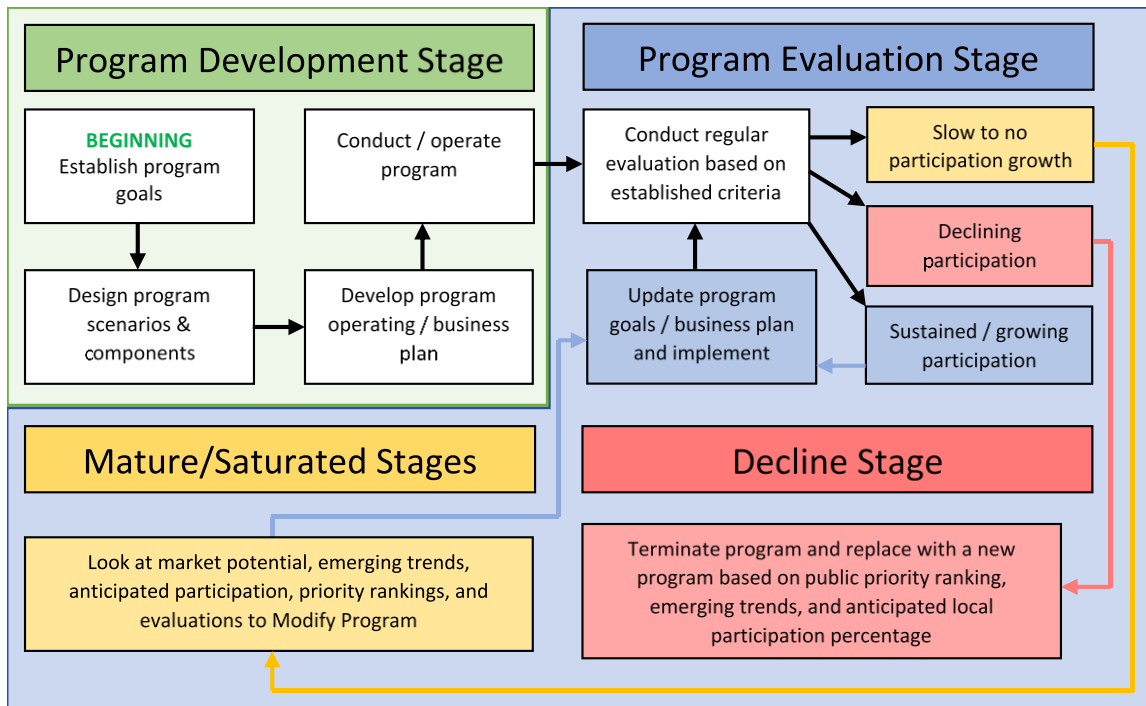 Program Development Stage
BEGINNING
Establish program
goals
Design program
scenarios &
components
Develop program
operating / business
plan
Conduct / operate
program
Program Evaluation Stage
Conduct regular
evaluation based on
established criteria
Slow to no
participation growth
Declining
participation
Sustained / growing
participation
Update program
goals / business plan
and implement
Mature/Saturated Stages
Look at market potential, emerging trends,
anticipated participation, priority rankings, and
evaluations to Modify Program
Decline Stage
Terminate program and replace with a new
program based on public priority ranking,
emerging trends, and anticipated local
participation percentage